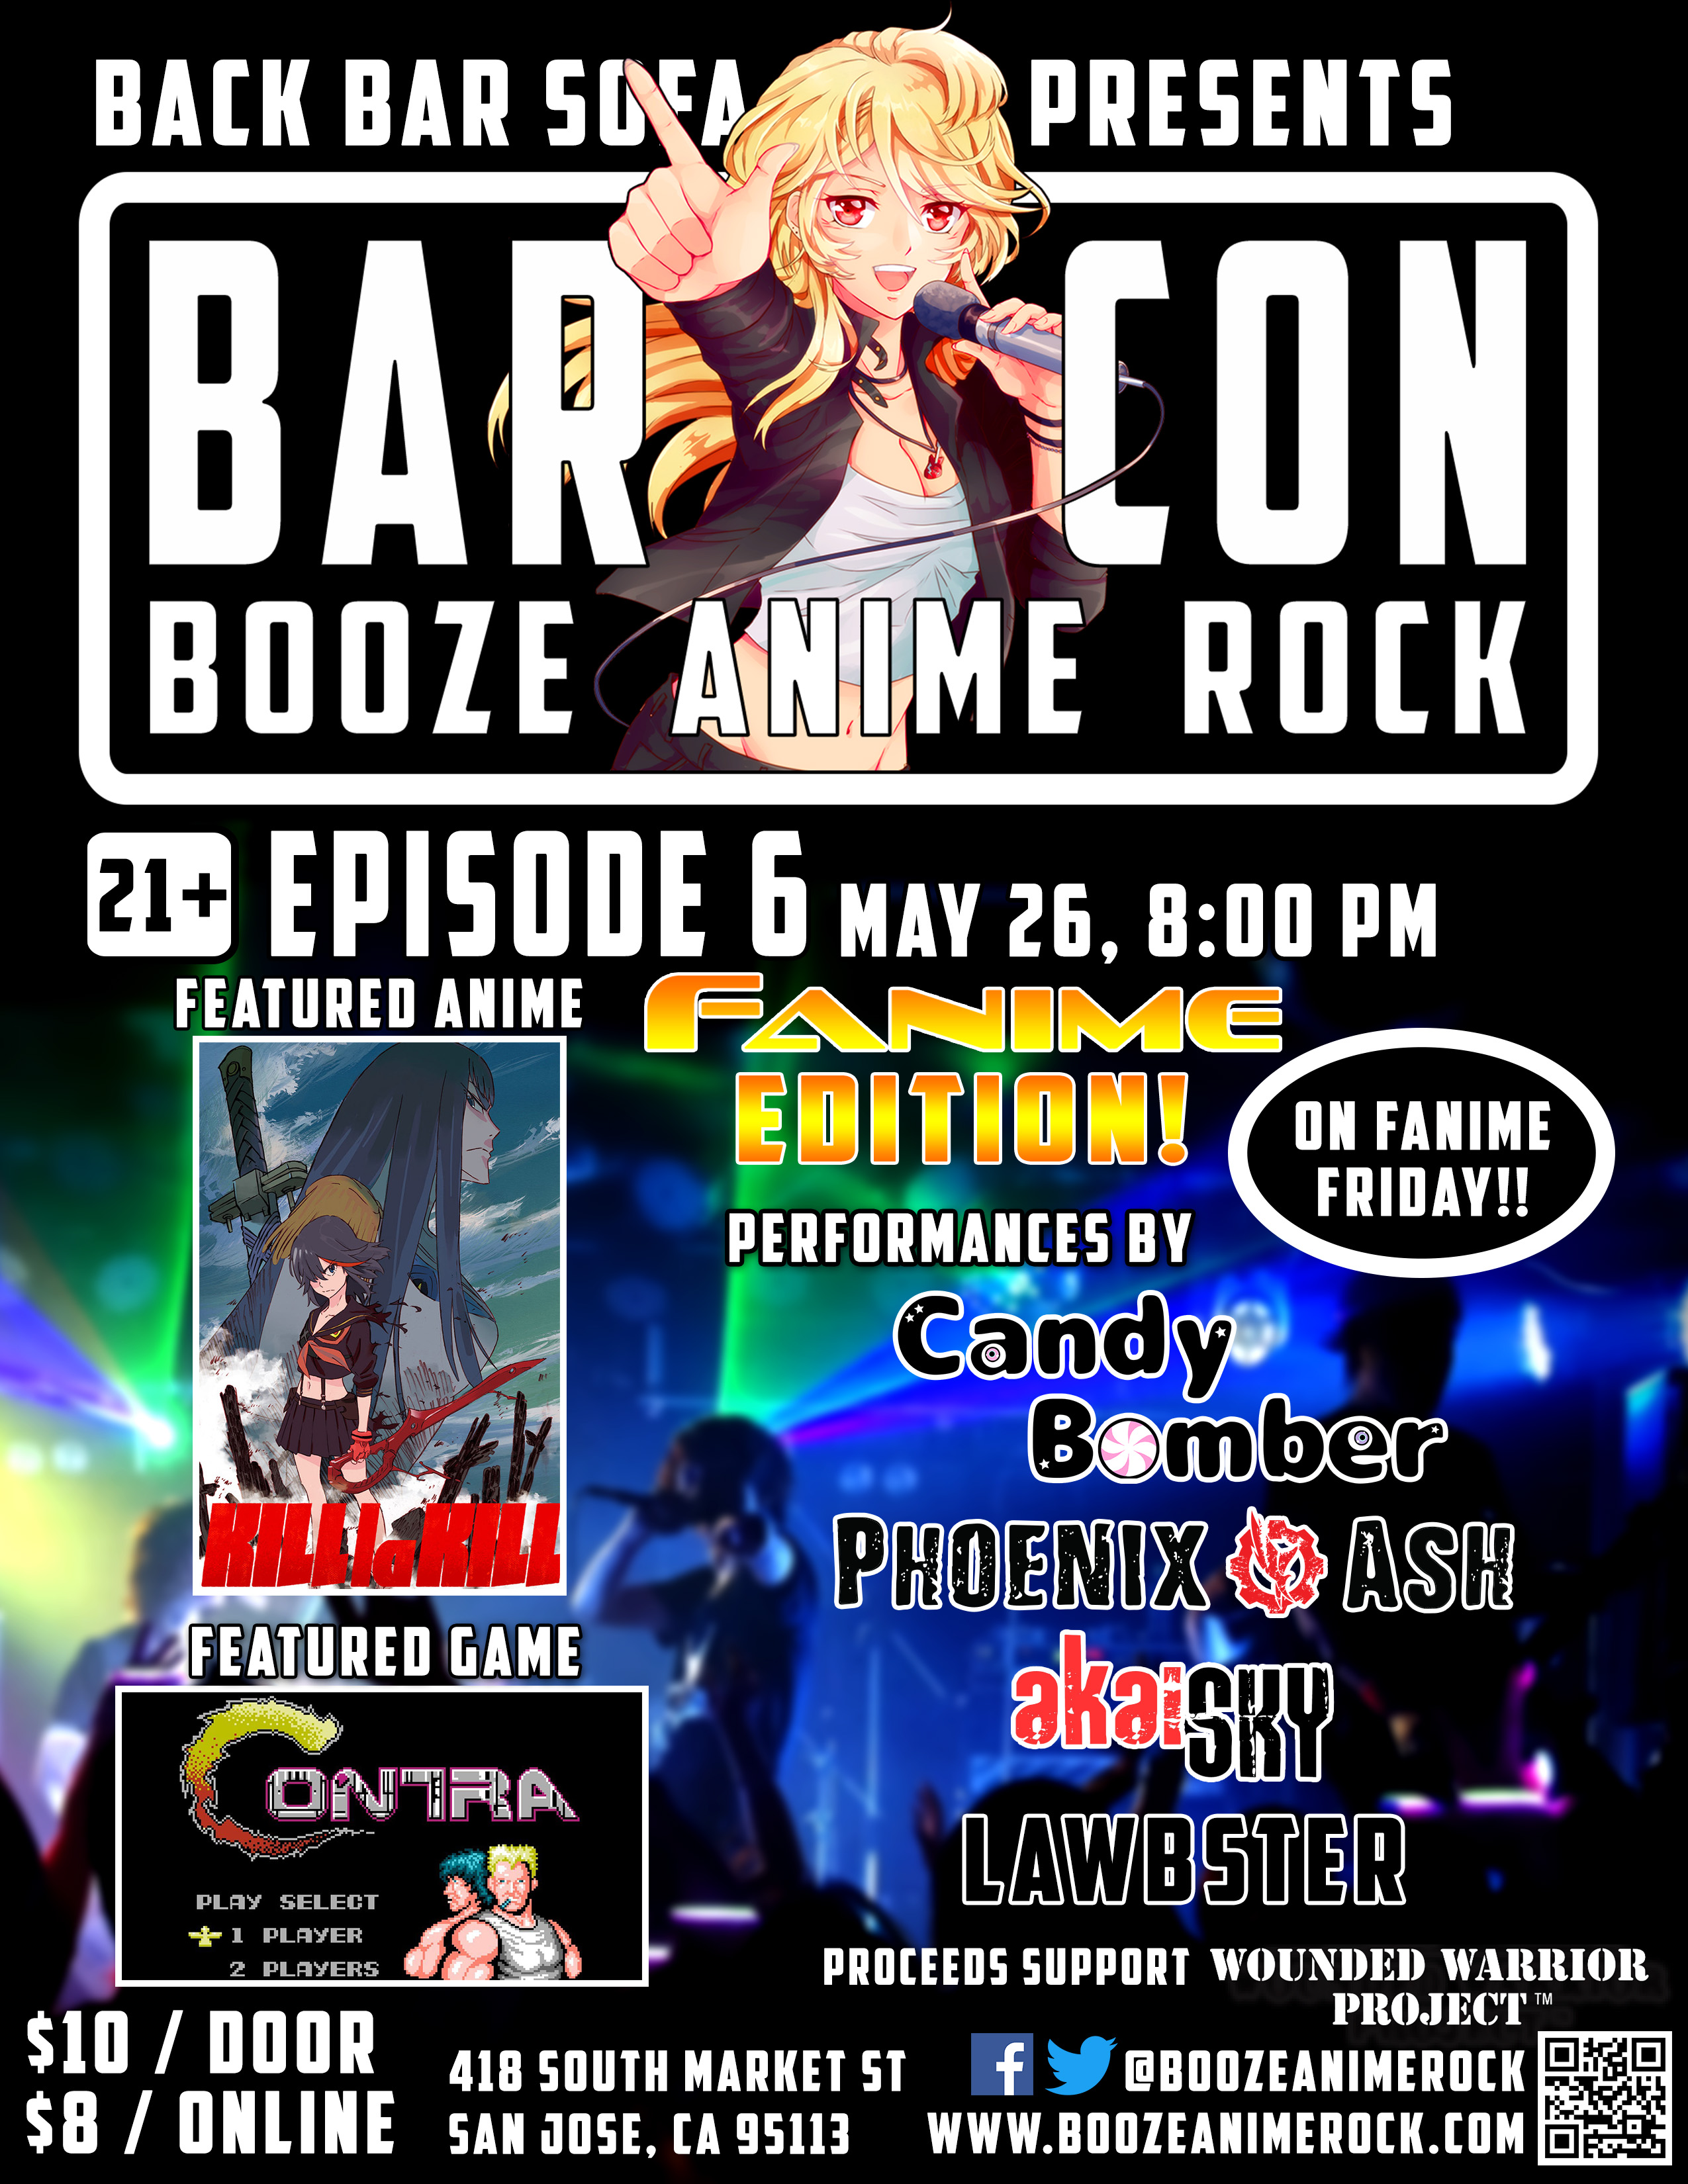 BACK BAR SOFA PRESENTS
BAR CON
BOOZE ANIME ROCK
21+ EPISODE 6 MAY 26, 8:00 PM
FEATURED ANIME
KILL la KILL
FEATURED GAME
CONTRA
PLAY SELECT
1 PLAYER
2 PLAYERS
FANIME
EDITION!
ON FANIME
FRIDAY!!
PERFORMANCES BY
Candy
Bomber
PHOENIX ASH
akaiSKY
LAWBSTER
PROCEEDS SUPPORT WOUNDED WARRIOR
PROJECT™
$10 / DOOR
$8 / ONLINE
418 SOUTH MARKET ST
SAN JOSE, CA 95113
f @BOOZEANIMEROCK
WWW.BOOZEANIMEROCK.COM